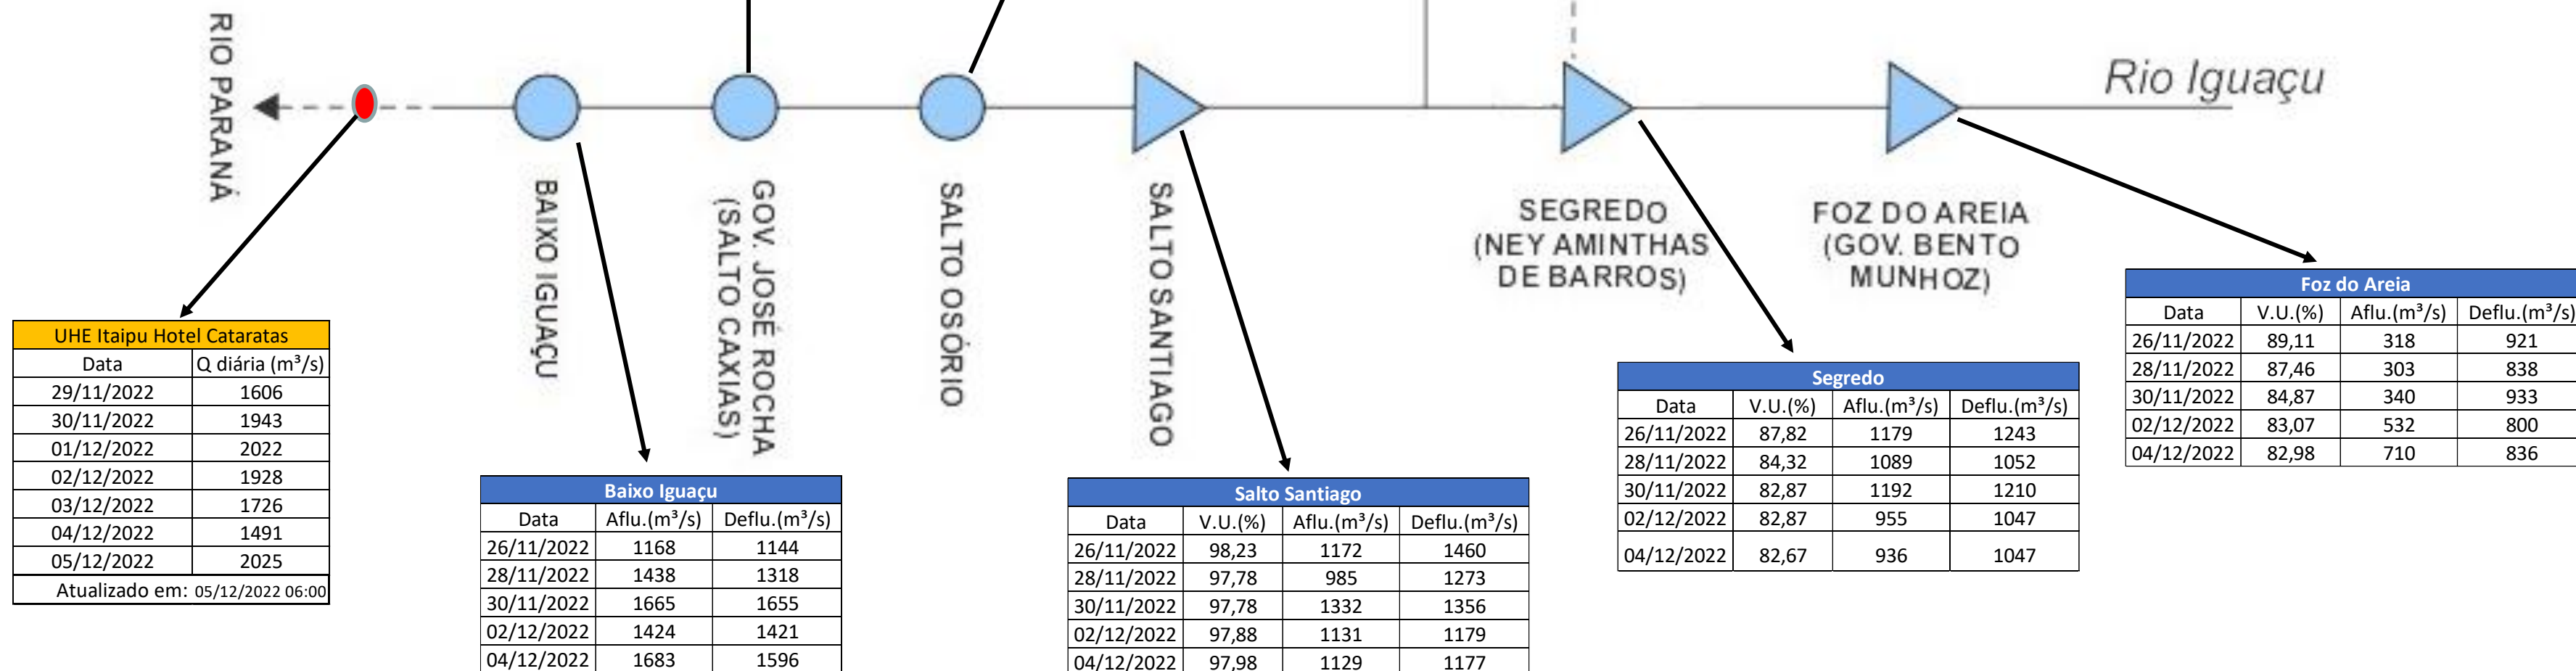 RIO PARANÁ
BAIXO IGUAÇU
GOV. JOSÉ ROCHA
(SALTO CAXIAS)
SALTO OSÓRIO
SALTO SANTIAGO
SEGREDO
(NEY AMINTHAS
DE BARROS)
FOZ DO AREIA
(GOV. BENTO
MUNHOZ)
Rio Iguaçu
UHE Itaipu Hotel Cataratas
Data Q diária (m³/s)
29/11/2022 1606
30/11/2022 1943
01/12/2022 2022
02/12/2022 1928
03/12/2022 1726
04/12/2022 1491
05/12/2022 2025
Atualizado em: 05/12/2022 06:00
Baixo Iguaçu
Data Aflu.(m³/s) Deflu.(m³/s)
26/11/2022 1168 1144
28/11/2022 1438 1318
30/11/2022 1665 1655
02/12/2022 1424 1421
04/12/2022 1683 1596
Salto Santiago
Data V.U.(%) Aflu.(m³/s) Deflu.(m³/s)
26/11/2022 98,23 1172 1460
28/11/2022 97,78 985 1273
30/11/2022 97,78 1332 1356
02/12/2022 97,88 1131 1179
04/12/2022 97,98 1129 1177
Segredo
Data V.U.(%) Aflu.(m³/s) Deflu.(m³/s)
26/11/2022 87,82 1179 1243
28/11/2022 84,32 1089 1052
30/11/2022 82,87 1192 1210
02/12/2022 82,87 955 1047
04/12/2022 82,67 936 1047
Foz do Areia
Data V.U.(%) Aflu.(m³/s) Deflu.(m³/s)
26/11/2022 89,11 318 921
28/11/2022 87,46 303 838
30/11/2022 84,87 340 933
02/12/2022 83,07 532 800
04/12/2022 82,98 710 836